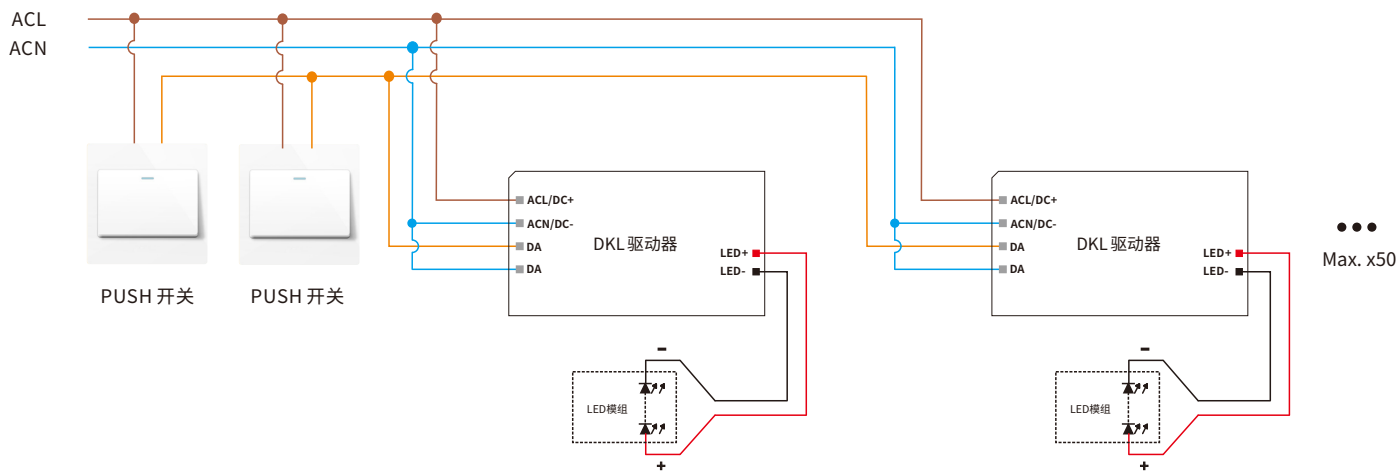 ACL
ACN
PUSH 开关
PUSH 开关
ACL/DC+
ACN/DC-
DA
DA
DKL 驱动器
LED+
LED-
LED模组
-
+
ACL/DC+
ACN/DC-
DA
DA
DKL 驱动器
LED+
LED-
LED模组
-
+
•••
Max. x50